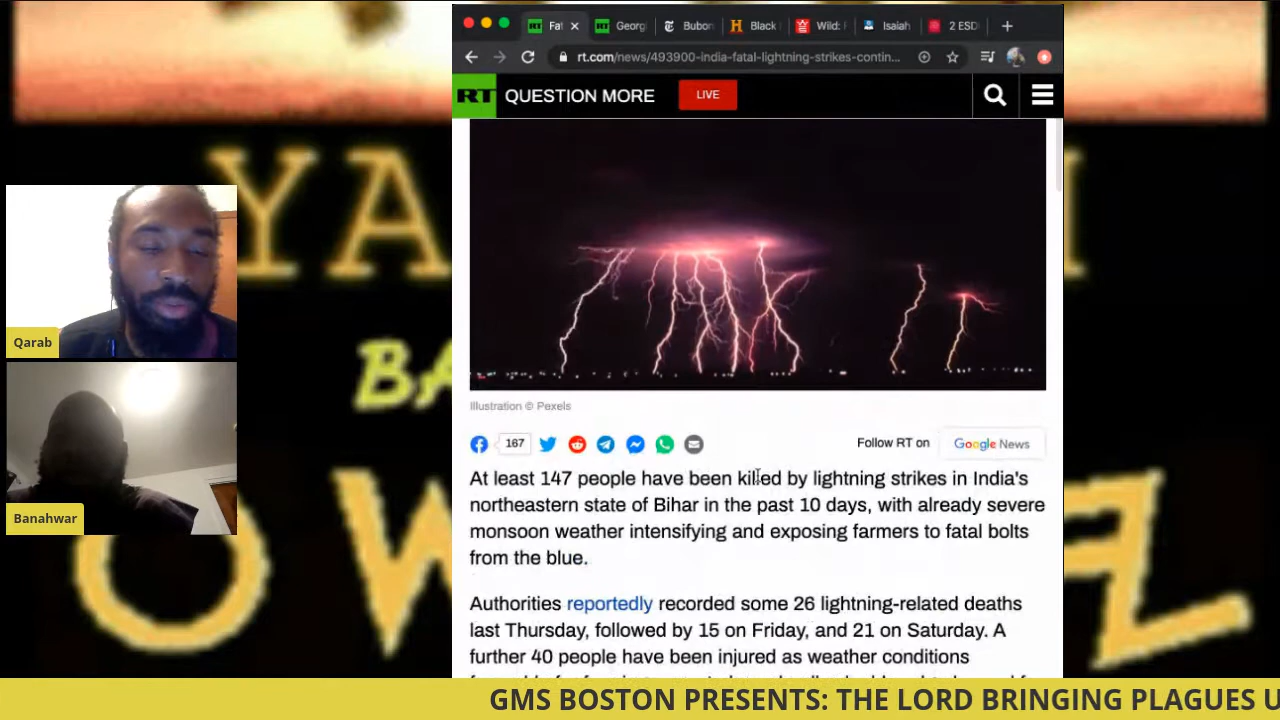 Fat
Georg
Bubon
Black
Wild:
Isaiah
2 ESD
rt.com/news/493900-india-fatal-lightning-strikes-contin...
RT QUESTION MORE LIVE
Illustration © Pexels
167
Follow RT on Google News
At least 147 people have been killed by lightning strikes in India's
northeastern state of Bihar in the past 10 days, with already severe
monsoon weather intensifying and exposing farmers to fatal bolts
from the blue.
Authorities reportedly recorded some 26 lightning-related deaths
last Thursday, followed by 15 on Friday, and 21 on Saturday. A
further 40 people have been injured as weather conditions
YA
BA
OW
Z
Qarab
Banahwar
GMS BOSTON PRESENTS: THE LORD BRINGING PLAGUES U